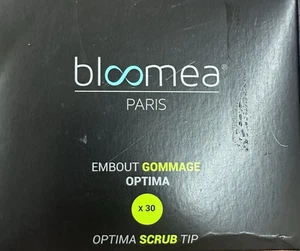 bloomea®
PARIS
EMBOUT GOMMAGE
OPTIMA
x 30
OPTIMA SCRUB TIP